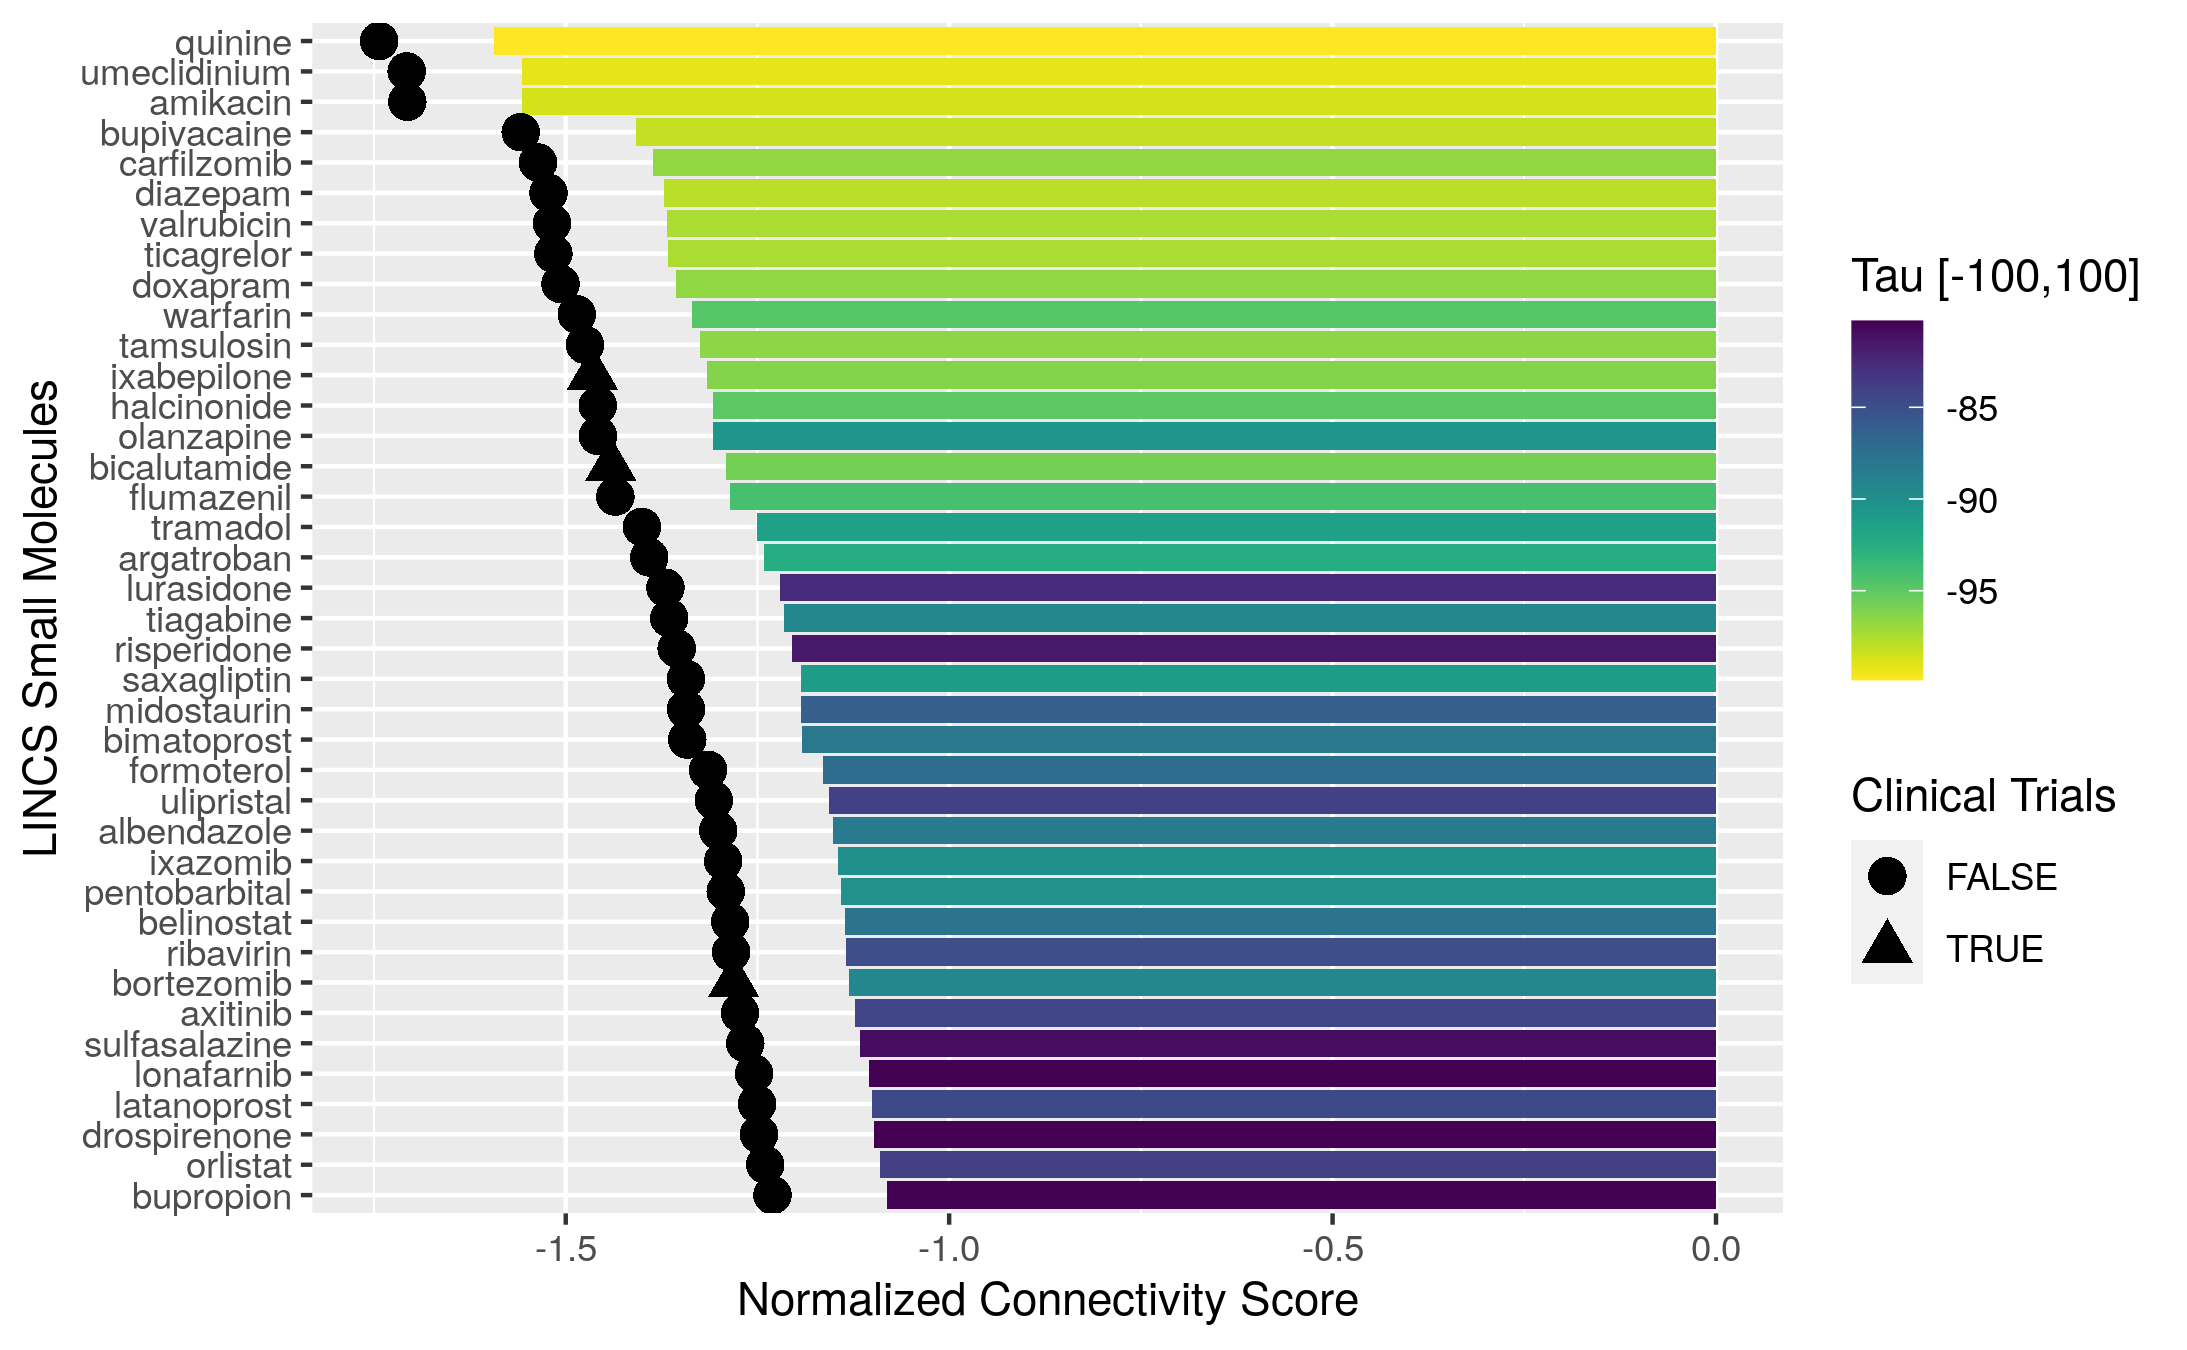 quinine
umeclidinium
amikacin
bupivacaine
carfilzomib
diazepam
valrubicin
ticagrelor
doxapram
warfarin
tamsulosin
ixabepilone
halcinonide
olanzapine
bicalutamide
flumazenil
tramadol
argatroban
lurasidone
tiagabine
risperidone
saxagliptin
midostaurin
bimatoprost
formoterol
ulipristal
albendazole
ixazomib
pentobarbital
belinostat
ribavirin
bortezomib
axitinib
sulfasalazine
lonafarnib
latanoprost
drospirenone
orlistat
bupropion
LINCS Small Molecules
-1.5 -1.0 -0.5 0.0
Normalized Connectivity Score
Tau [-100,100]
-85
-90
-95
Clinical Trials
FALSE
TRUE